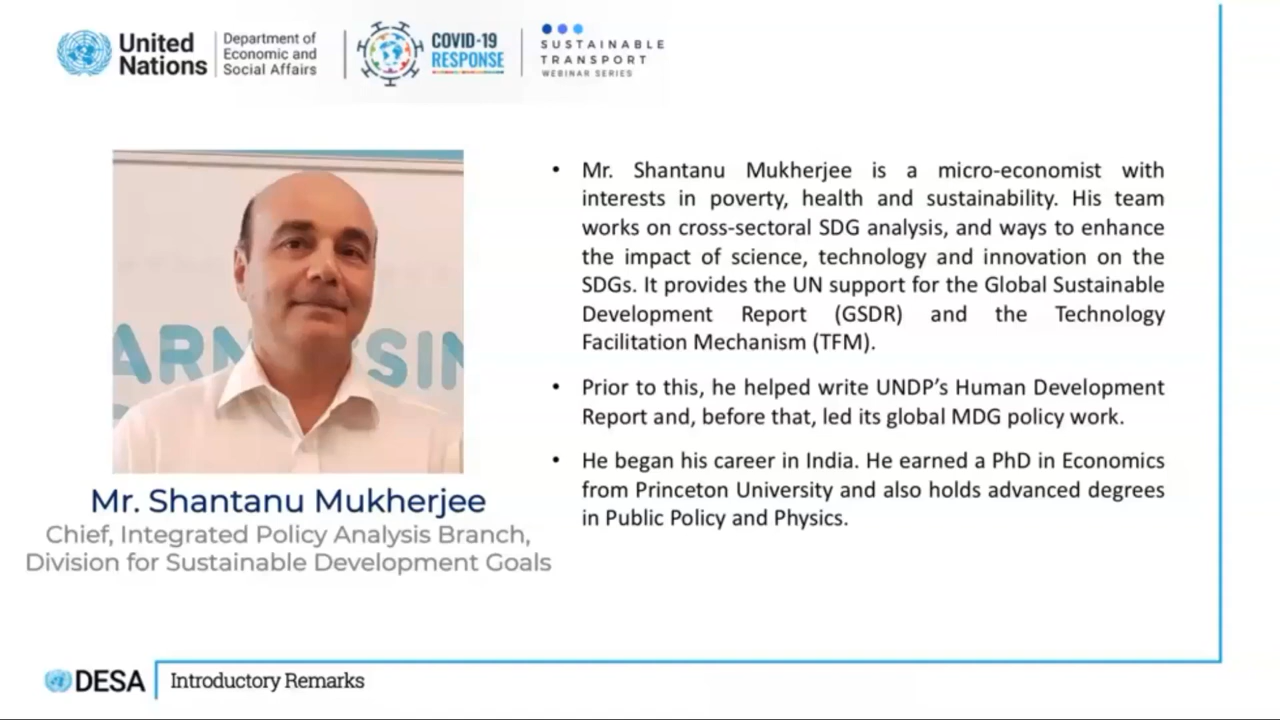 United
Nations
Department of
Economic and
Social Affairs
COVID-19
RESPONSE
SUSTAINABLE
TRANSPORT
WEBINAR SERIES
ARN SSIN
Mr. Shantanu Mukherjee
Chief, Integrated Policy Analysis Branch,
Division for Sustainable Development Goals
• Mr. Shantanu Mukherjee is a micro-economist with
interests in poverty, health and sustainability. His team
works on cross-sectoral SDG analysis, and ways to enhance
the impact of science, technology and innovation on the
SDGs. It provides the UN support for the Global Sustainable
Development Report (GSDR) and the Technology
Facilitation Mechanism (TFM).
• Prior to this, he helped write UNDP’s Human Development
Report and, before that, led its global MDG policy work.
• He began his career in India. He earned a PhD in Economics
from Princeton University and also holds advanced degrees
in Public Policy and Physics.
DESA
Introductory Remarks